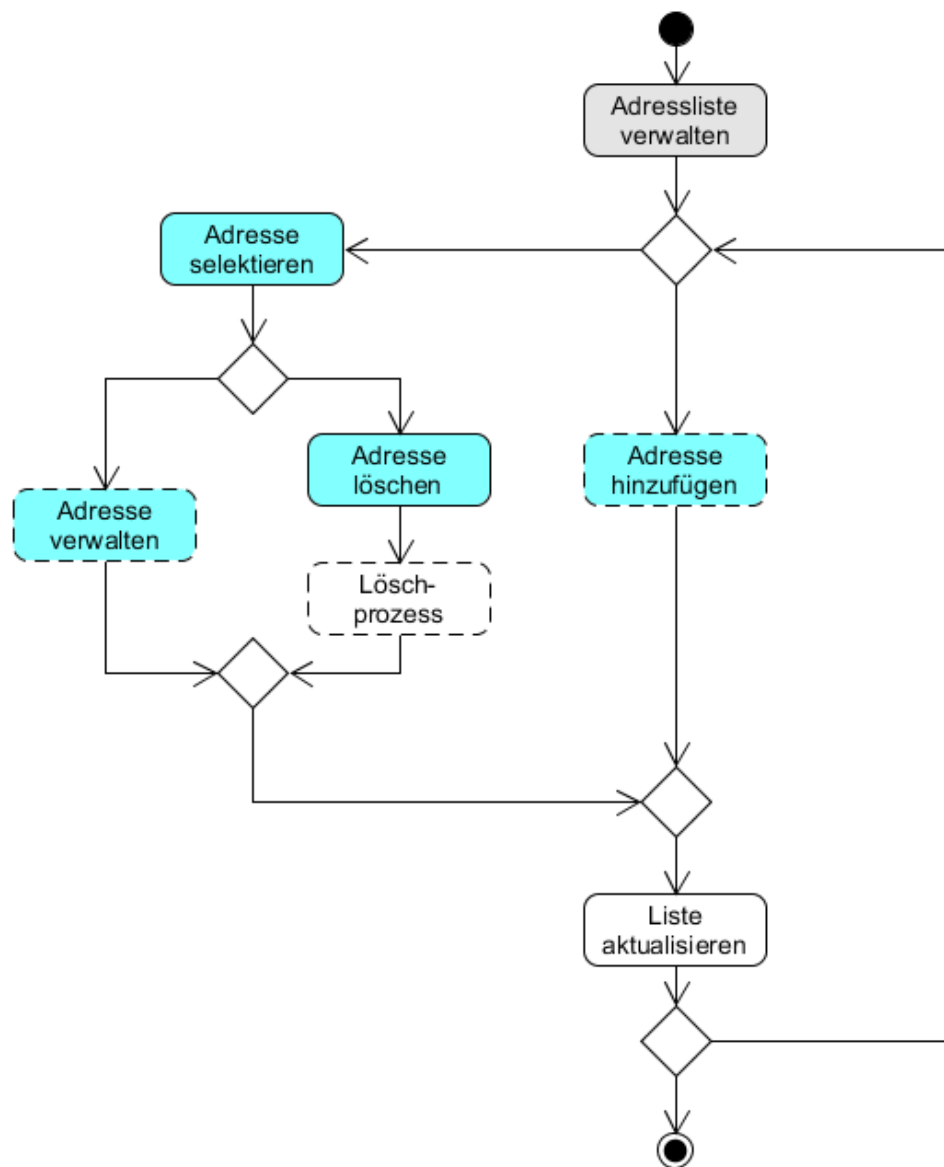 Adressliste
verwalten
Adresse
selektieren
Adresse
löschen
Adresse
hinzufügen
Adresse
verwalten
Lösch-
prozess
Liste
aktualisieren